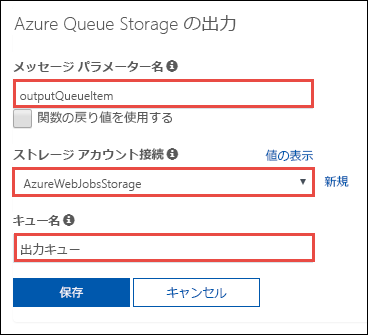 Azure Queue Storage の出力
メッセージ パラメーター名
outputQueueItem
関数の戻り値を使用する
ストレージ アカウント接続 値の表示
AzureWebJobsStorage 新規
キュー名
出力キュー
保存 キャンセル